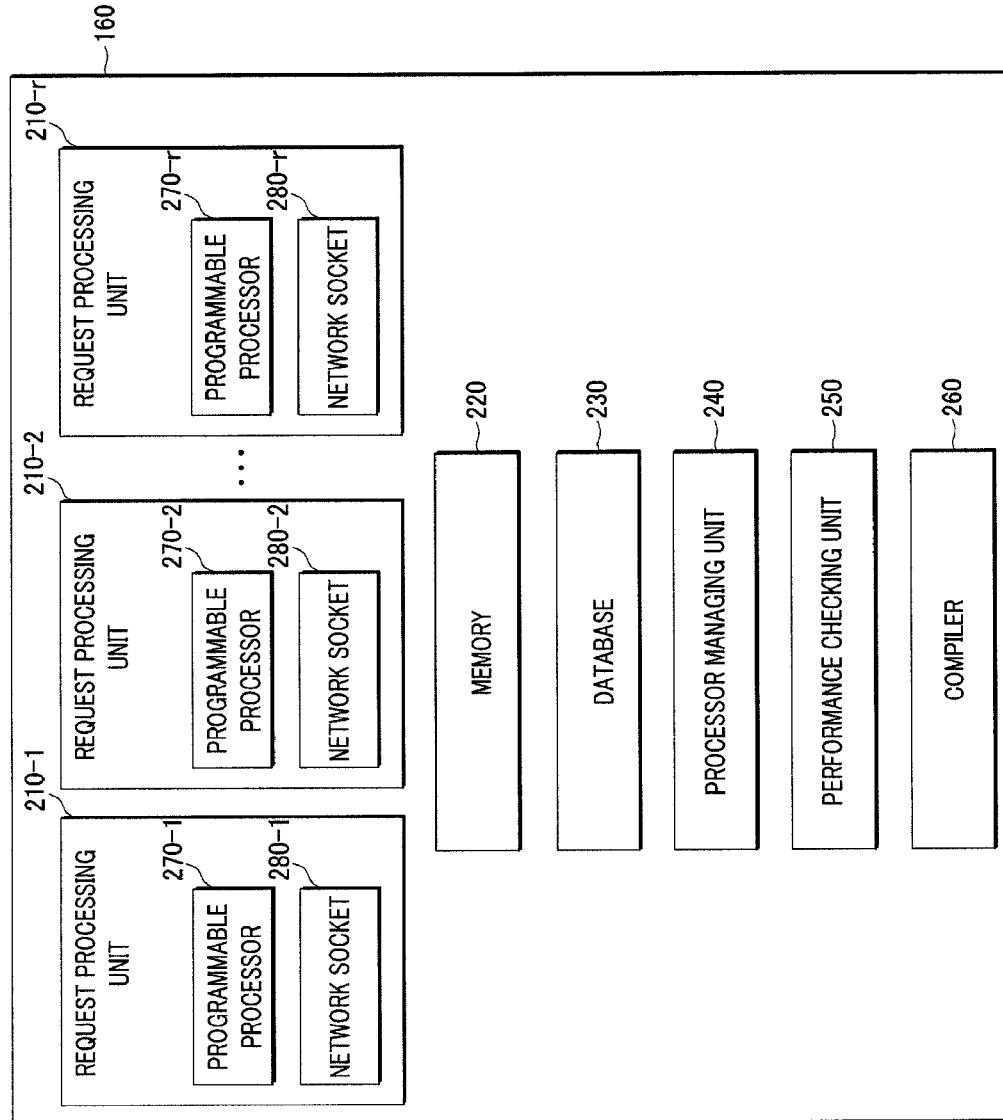 160
210-1
REQUEST PROCESSING
UNIT
270-1
PROGRAMMABLE
PROCESSOR
280-1
NETWORK SOCKET
210-2
REQUEST PROCESSING
UNIT
270-2
PROGRAMMABLE
PROCESSOR
280-2
NETWORK SOCKET
...
210-r
REQUEST PROCESSING
UNIT
270-r
PROGRAMMABLE
PROCESSOR
280-r
NETWORK SOCKET
MEMORY
220
DATABASE
230
PROCESSOR MANAGING UNIT
240
PERFORMANCE CHECKING UNIT
250
COMPILER
260